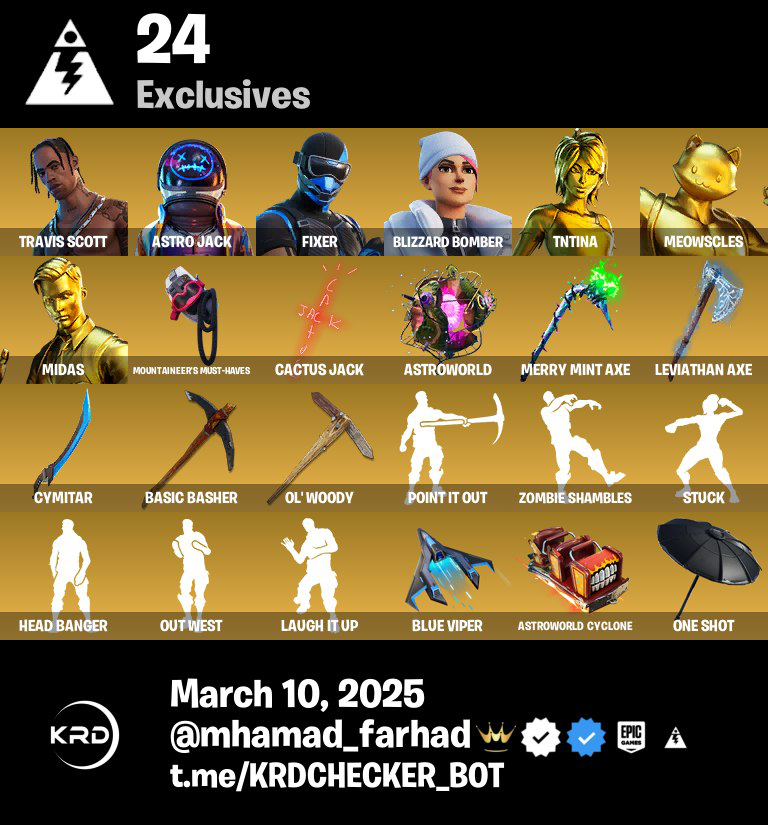 24
Exclusives
TRAVIS SCOTT
ASTRO JACK
FIXER
BLIZZARD BOMBER
TNTINA
MEOWSCLES
MIDAS
MOUNTAINEER'S MUST-HAVES
CACTUS JACK
ASTROWORLD
MERRY MINT AXE
LEVIATHAN AXE
CYMITAR
BASIC BASHER
OL' WOODY
POINT IT OUT
ZOMBIE SHAMBLES
STUCK
HEAD BANGER
OUT WEST
LAUGH IT UP
BLUE VIPER
ASTROWORLD CYCLONE
ONE SHOT
KRD
March 10, 2025
@mhamad_farhad
EPIC
GAMES
t.me/KRDCHECKER_BOT